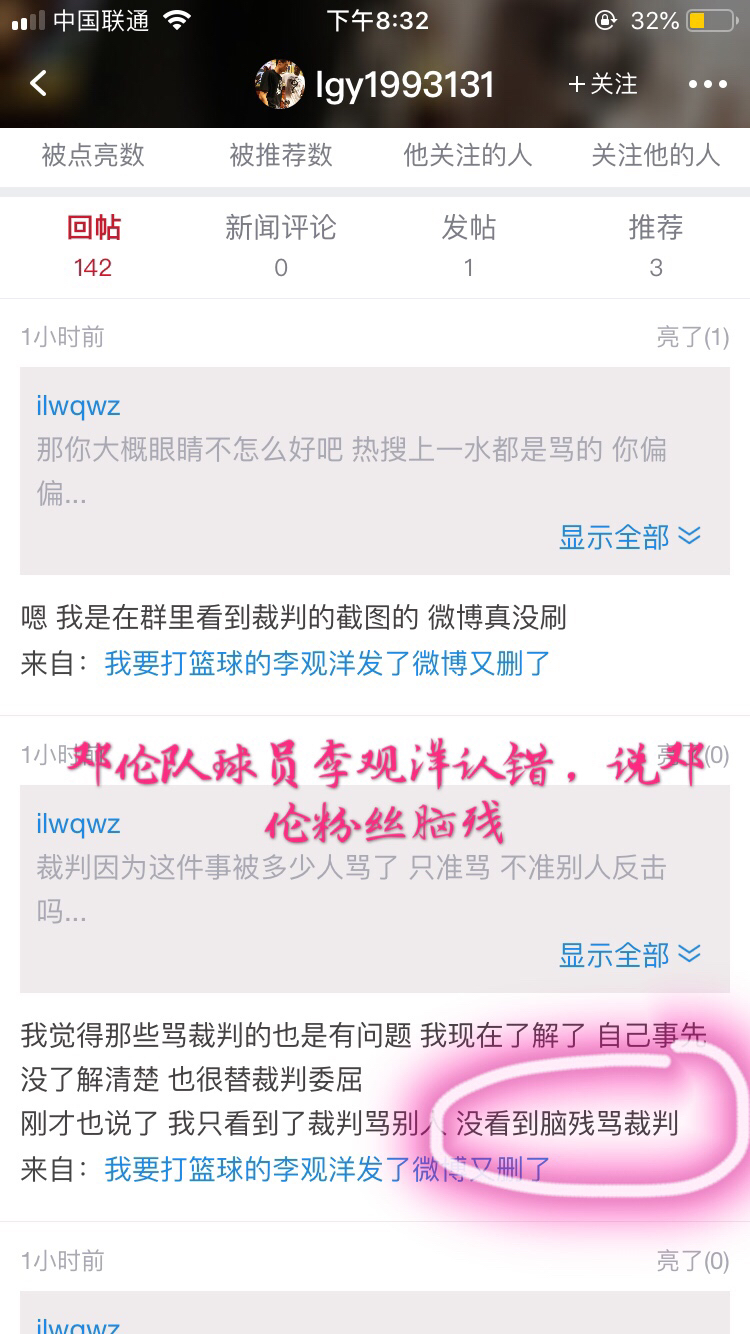 中国联通
下午8:32
32%
lgy1993131
+关注
被点亮数 被推荐数 他关注的人 关注他的人
回帖 新闻评论 发帖 推荐
142 0 1 3
1小时前 亮了(1)
ilwqwz
那你大概眼睛不怎么好吧 热搜上一水都是骂的 你偏
偏...
显示全部
嗯 我是在群里看到裁判的截图的 微博真没刷
来自：我要打篮球的李观洋发了微博又删了
1小时前 亮了(0)
邓伦队球员李观洋认错，说邓
伦粉丝脑残
ilwqwz
裁判因为这件事被多少人骂了 只准骂 不准别人反击
吗...
显示全部
我觉得那些骂裁判的也是有问题 我现在了解了 自己事先
没了解清楚 也很替裁判委屈
刚才也说了 我只看到了裁判骂别人 没看到脑残骂裁判
来自：我要打篮球的李观洋发了微博又删了
1小时前 亮了(0)
ilwqwz